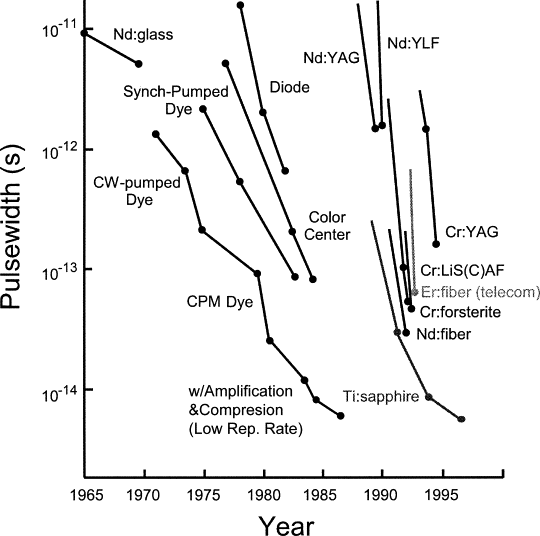 10-11
Nd:glass
Nd:YAG
Nd:YLF
Diode
Synch-Pumped
Dye
10-12
CW-pumped
Dye
Color
Center
Cr:YAG
10-13
Cr:LiS(C)AF
Er:fiber (telecom)
CPM Dye
Cr:forsterite
Nd:fiber
10-14
w/Amplification
&Compresion
(Low Rep. Rate)
Ti:sapphire
Pulsewidth (s)
1965 1970 1975 1980 1985 1990 1995
Year